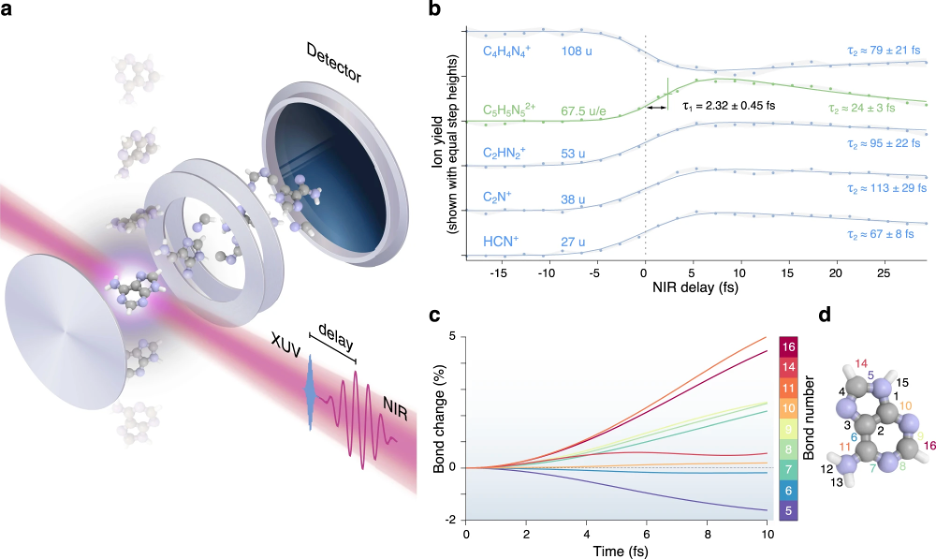 a
Detector
XUV
delay
NIR
b
Ion yield
(shown with equal step heights)
C₄H₄N₄⁺ 108 u τ₂ ≈ 79 ± 21 fs
C₅H₅N₅²⁺ 67.5 u/e τ₁ = 2.32 ± 0.45 fs τ₂ ≈ 24 ± 3 fs
C₂HN₂⁺ 53 u τ₂ ≈ 95 ± 22 fs
C₂N⁺ 38 u τ₂ ≈ 113 ± 29 fs
HCN⁺ 27 u τ₂ ≈ 67 ± 8 fs
-15 -10 -5 0 5 10 15 20 25
NIR delay (fs)
c
Bond change (%)
5
0
-2
0 2 4 6 8 10
Time (fs)
16
14
11
10
9
8
7
6
5
Bond number
d
14
5
15
4
1
10
3
2
6
9
11
16
12
7
8
13